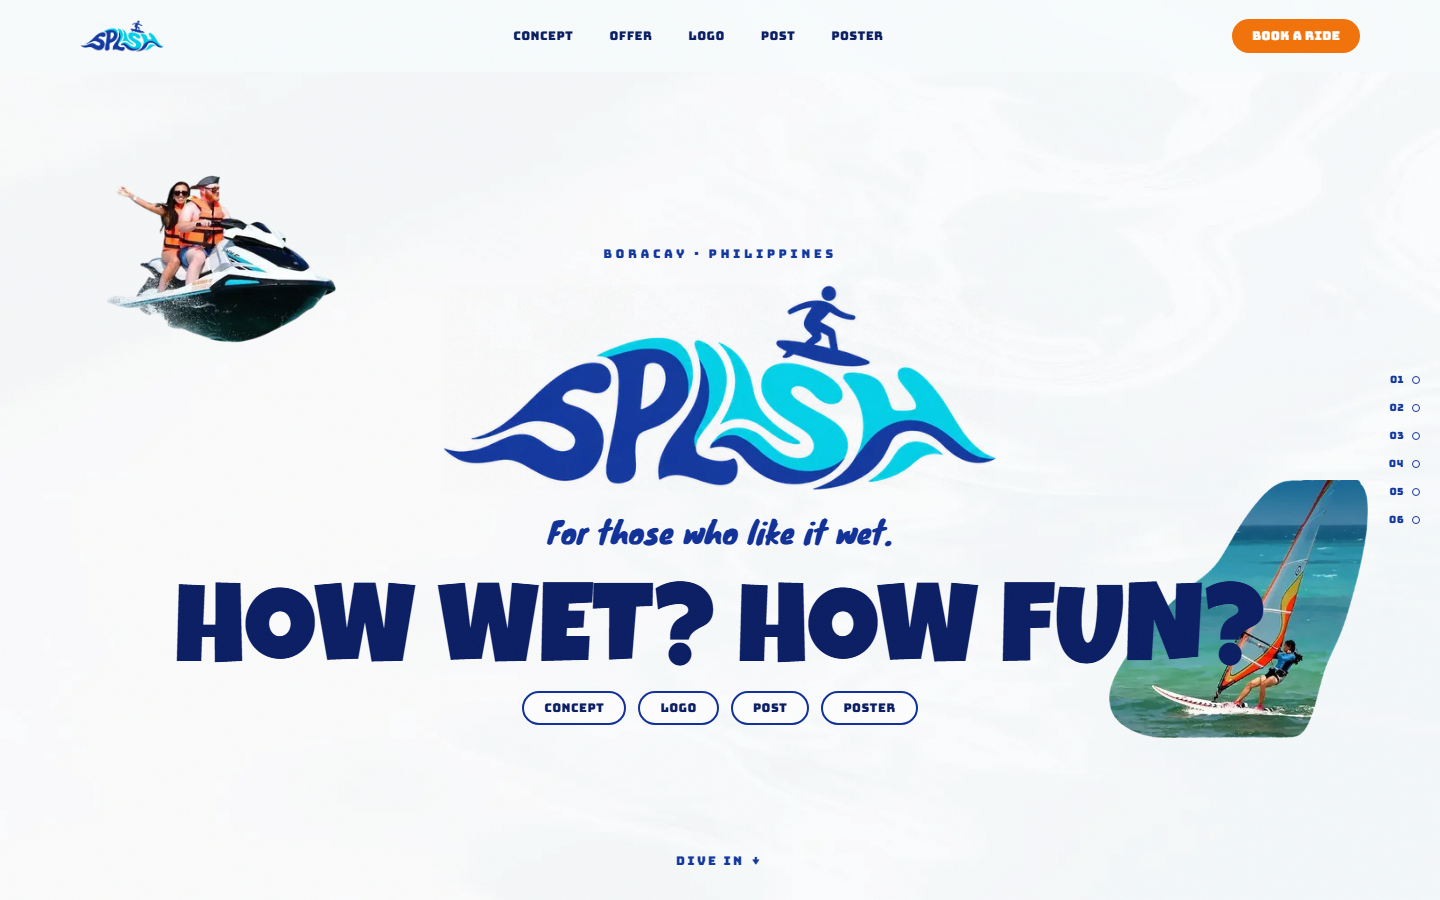 SPLASH
CONCEPT
OFFER
LOGO
POST
POSTER
BOOK A RIDE
BORACAY · PHILIPPINES
SPLASH
01
02
03
04
05
06
For those who like it wet.
HOW WET? HOW FUN?
CONCEPT
LOGO
POST
POSTER
DIVE IN ↓